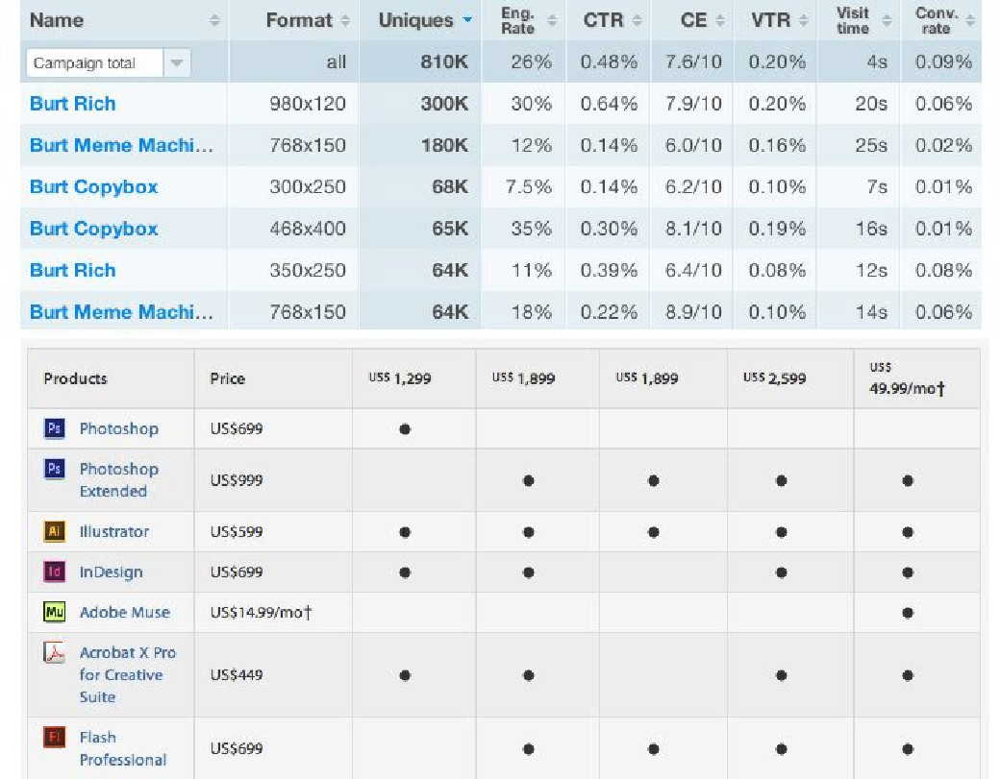 Name Format Uniques Eng. Rate CTR CE VTR Visit time Conv. rate
Campaign total all 810K 26% 0.48% 7.6/10 0.20% 4s 0.09%
Burt Rich 980x120 300K 30% 0.64% 7.9/10 0.20% 20s 0.06%
Burt Meme Machi... 768x150 180K 12% 0.14% 6.0/10 0.16% 25s 0.02%
Burt Copybox 300x250 68K 7.5% 0.14% 6.2/10 0.10% 7s 0.01%
Burt Copybox 468x400 65K 35% 0.30% 8.1/10 0.19% 16s 0.01%
Burt Rich 350x250 64K 11% 0.39% 6.4/10 0.08% 12s 0.08%
Burt Meme Machi... 768x150 64K 18% 0.22% 8.9/10 0.10% 14s 0.06%
Products Price US$ 1,299 US$ 1,899 US$ 1,899 US$ 2,599 US$ 49.99/mo†
Ps Photoshop US$699 ●
Ps Photoshop Extended US$999 ● ● ● ●
Ai Illustrator US$599 ● ● ● ● ●
Id InDesign US$699 ● ● ● ●
Mu Adobe Muse US$14.99/mo† ●
Acrobat X Pro for Creative Suite US$449 ● ● ● ●
Fl Flash Professional US$699 ● ● ● ●